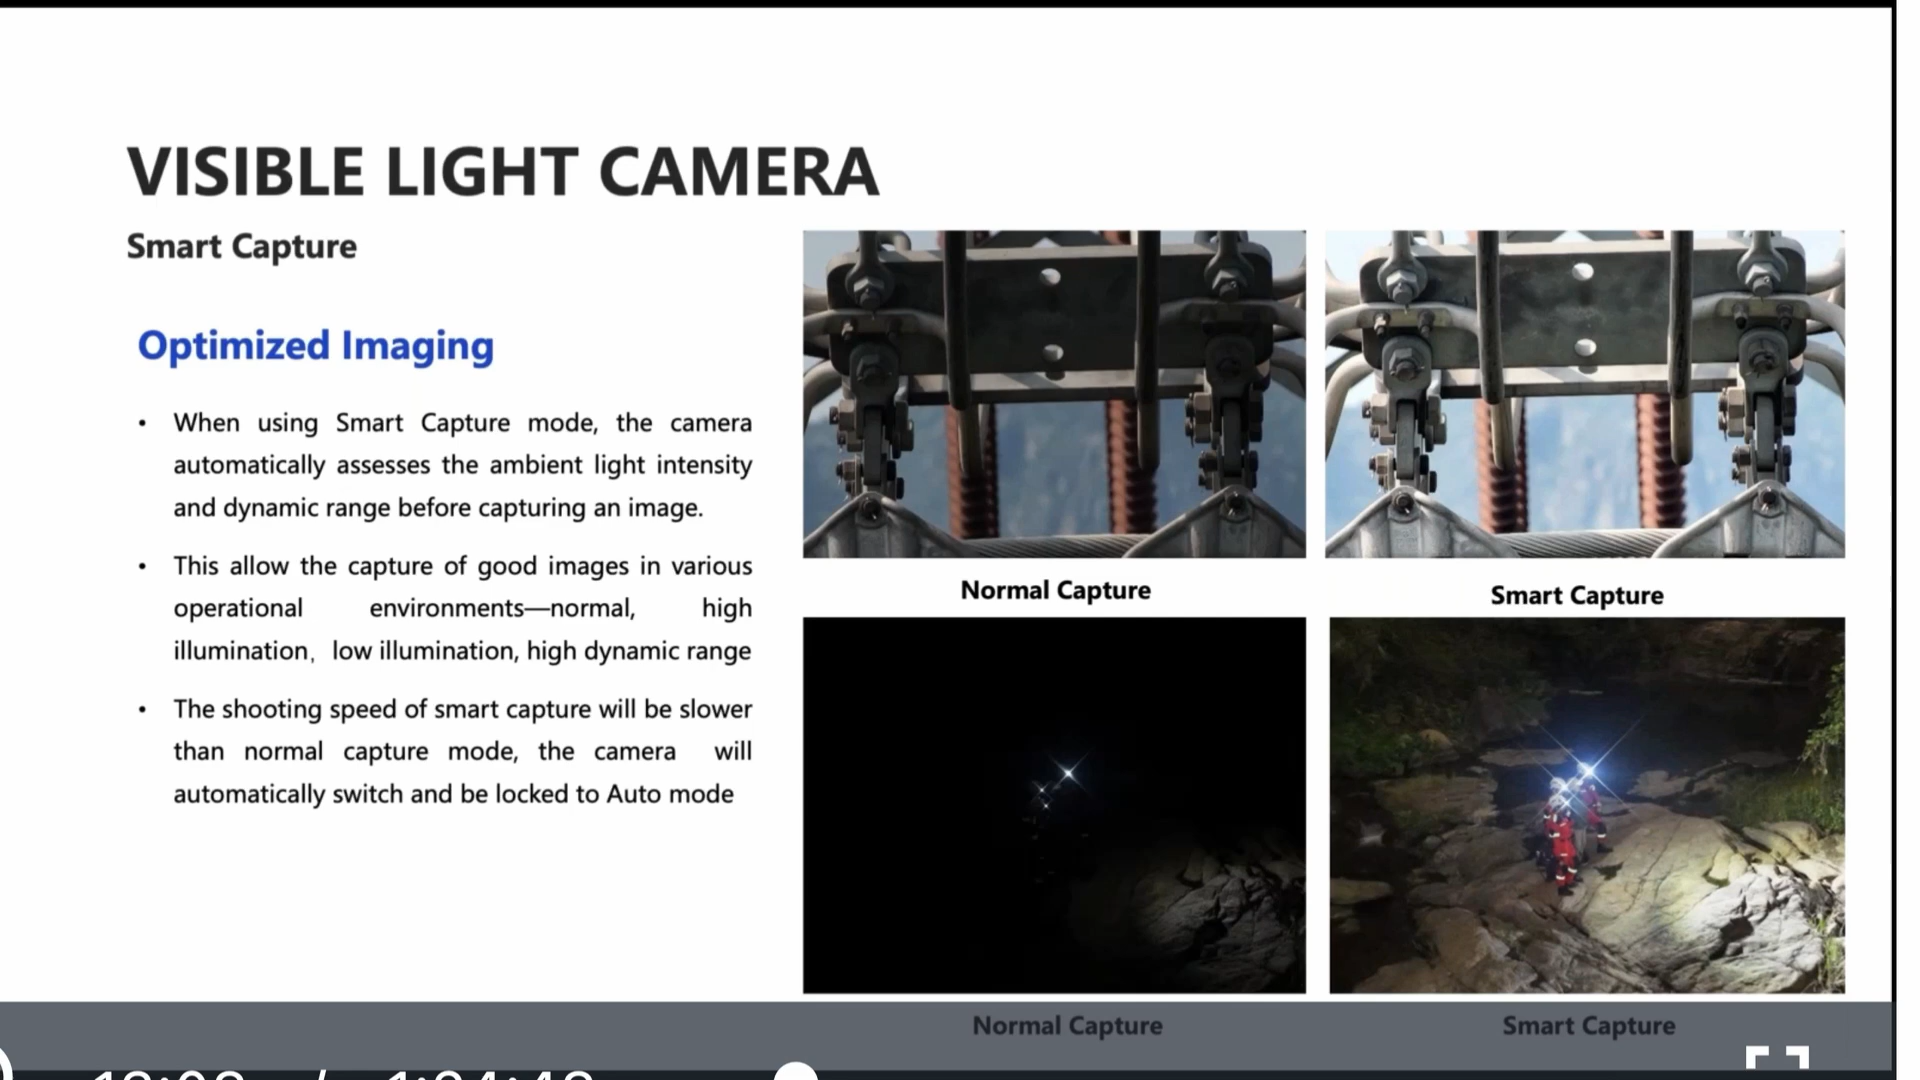 VISIBLE LIGHT CAMERA
Smart Capture
Optimized Imaging
• When using Smart Capture mode, the camera
automatically assesses the ambient light intensity
and dynamic range before capturing an image.
• This allow the capture of good images in various
operational environments—normal, high
illumination， low illumination, high dynamic range
• The shooting speed of smart capture will be slower
than normal capture mode, the camera will
automatically switch and be locked to Auto mode
Normal Capture
Smart Capture
Normal Capture
Smart Capture